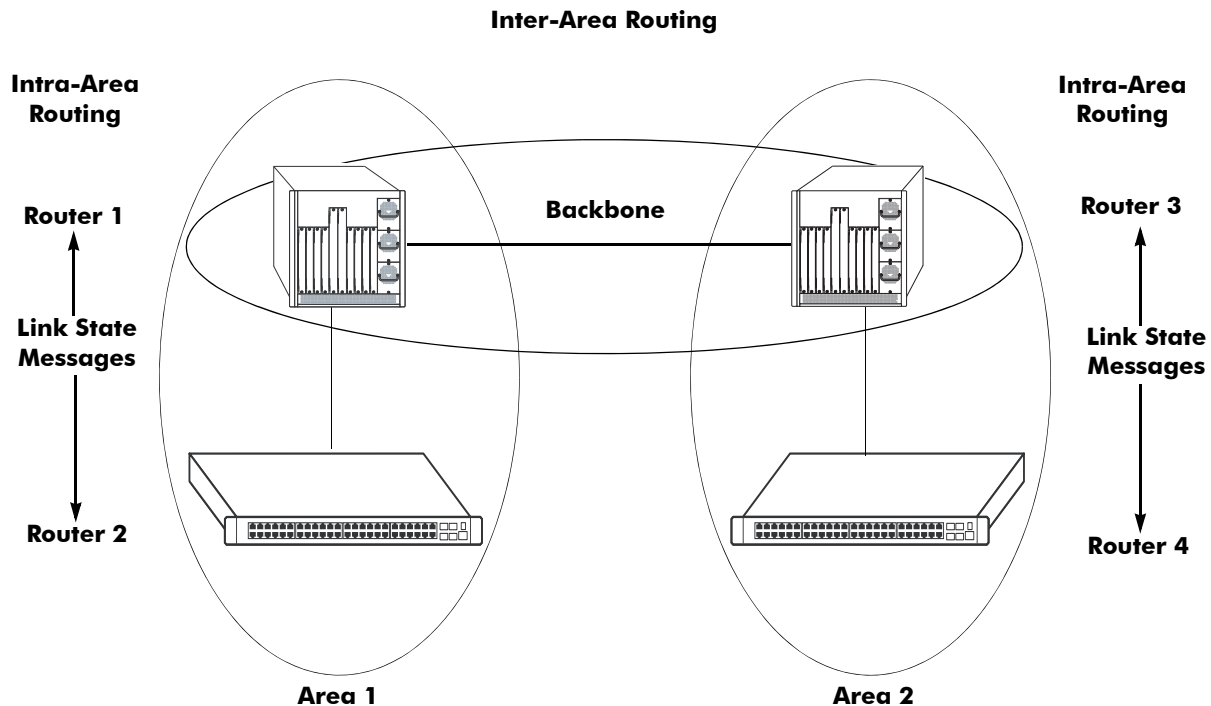 Inter-Area Routing
Intra-Area
Routing
Intra-Area
Routing
Router 1
Backbone
Router 3
Link State
Messages
Link State
Messages
Router 2
Router 4
Area 1
Area 2